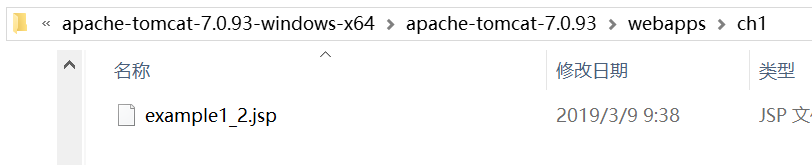 « apache-tomcat-7.0.93-windows-x64 > apache-tomcat-7.0.93 > webapps > ch1
名称 修改日期 类型
example1_2.jsp 2019/3/9 9:38 JSP 文